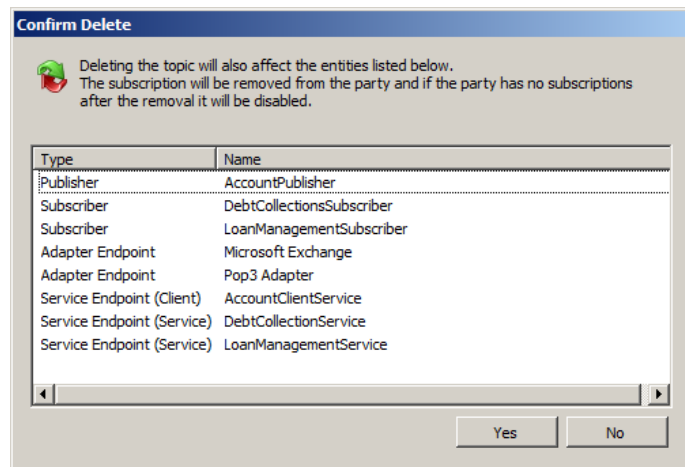 Confirm Delete
Deleting the topic will also affect the entities listed below.
The subscription will be removed from the party and if the party has no subscriptions
after the removal it will be disabled.
Type Name
Publisher AccountPublisher
Subscriber DebtCollectionsSubscriber
Subscriber LoanManagementSubscriber
Adapter Endpoint Microsoft Exchange
Adapter Endpoint Pop3 Adapter
Service Endpoint (Client) AccountClientService
Service Endpoint (Service) DebtCollectionService
Service Endpoint (Service) LoanManagementService
Yes No